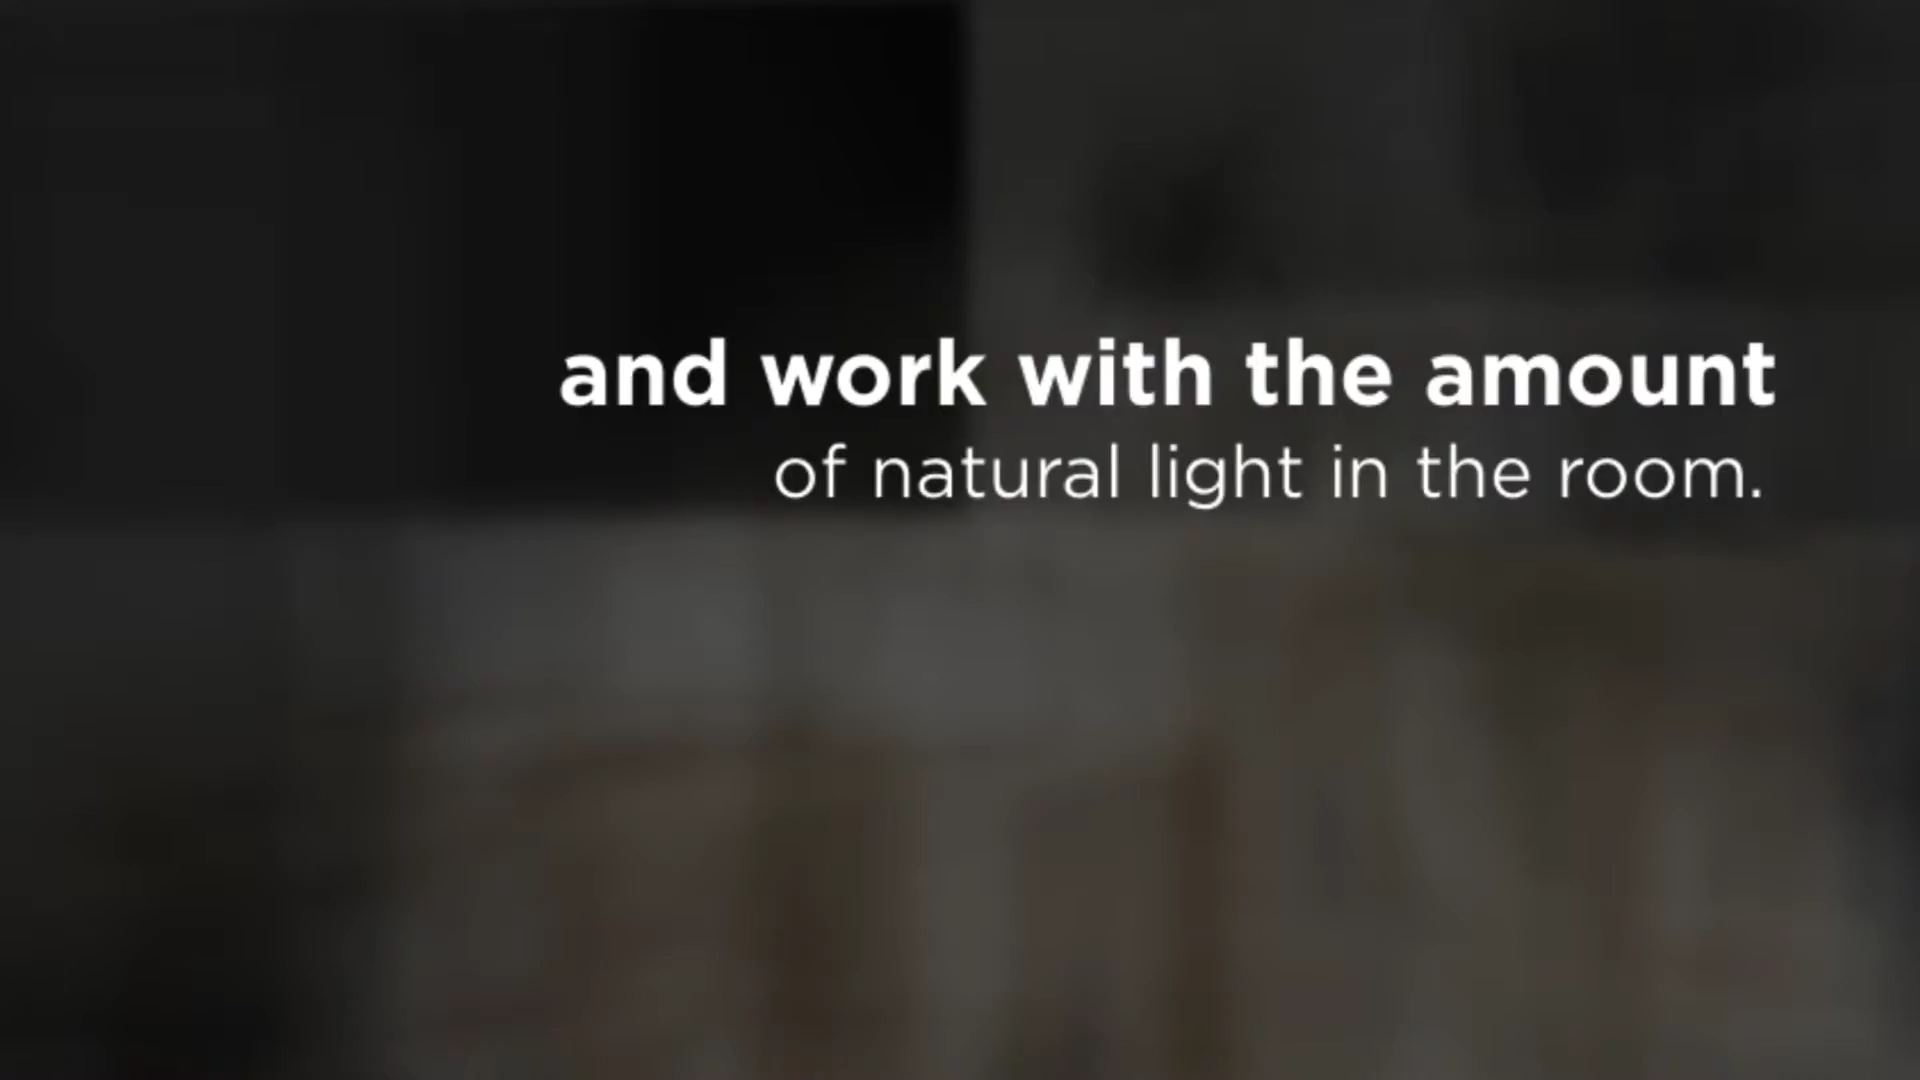 and work with the amount
of natural light in the room.